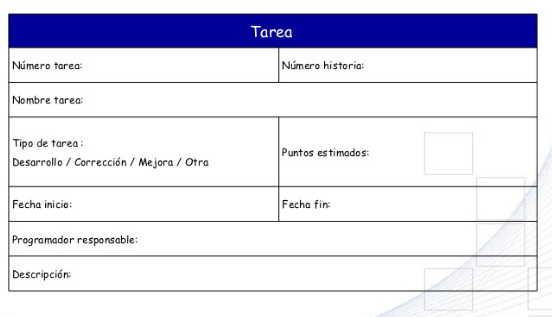 Tarea
Número tarea:
Número historia:
Nombre tarea:
Tipo de tarea :
Desarrollo / Corrección / Mejora / Otra
Puntos estimados:
Fecha inicio:
Fecha fin:
Programador responsable:
Descripción: